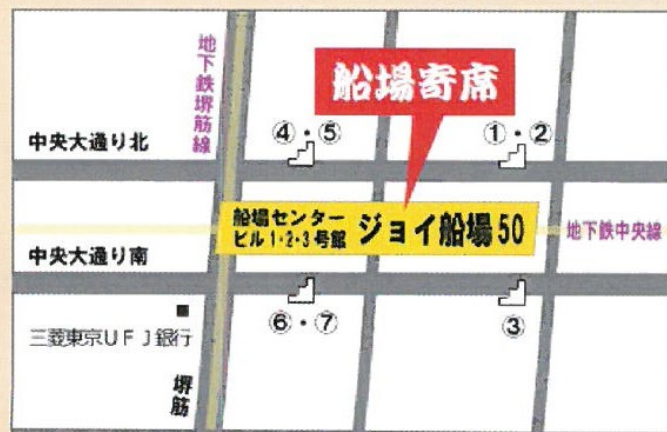 地下鉄堺筋線
船場寄席
中央大通り北
④・⑤
①・②
船場センター
ビル1・2・3号館
ジョイ船場50
地下鉄中央線
中央大通り南
⑥・⑦
③
三菱東京UFJ銀行
堺筋